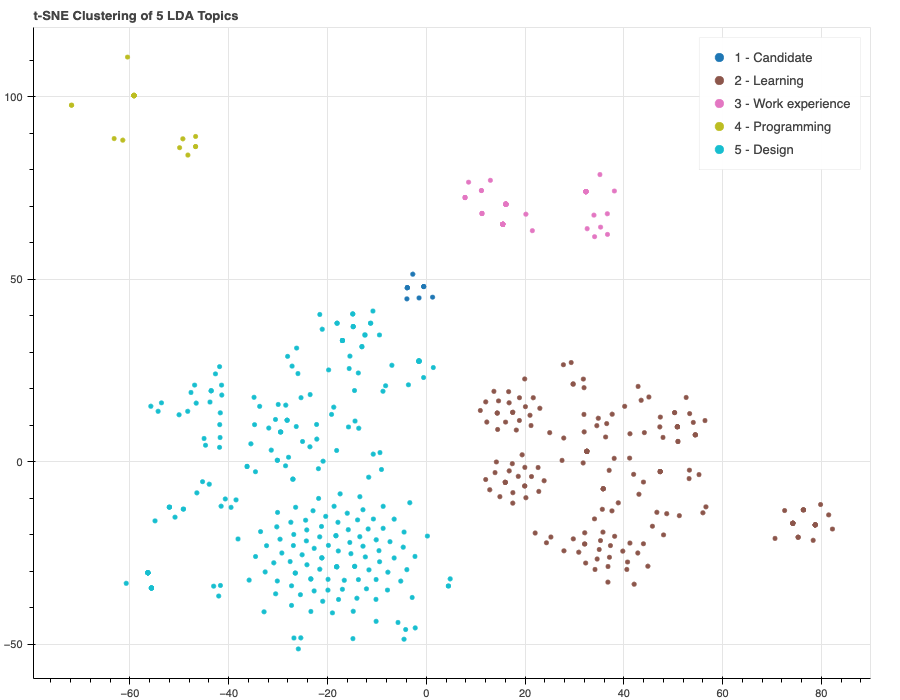 t-SNE Clustering of 5 LDA Topics
1 - Candidate
2 - Learning
3 - Work experience
4 - Programming
5 - Design
100
50
0
−50
−60 −40 −20 0 20 40 60 80